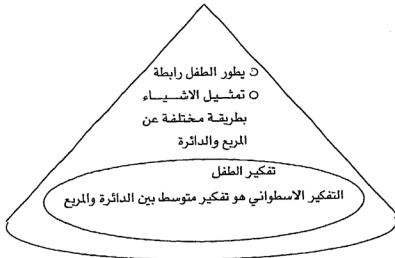 يطور الطفل رابطة
تمثيل الاشياء
بطريقة مختلفة عن
المربع والدائرة
تفكير الطفل
التفكير الاسطواني هو تفكير متوسط بين الدائرة والمربع